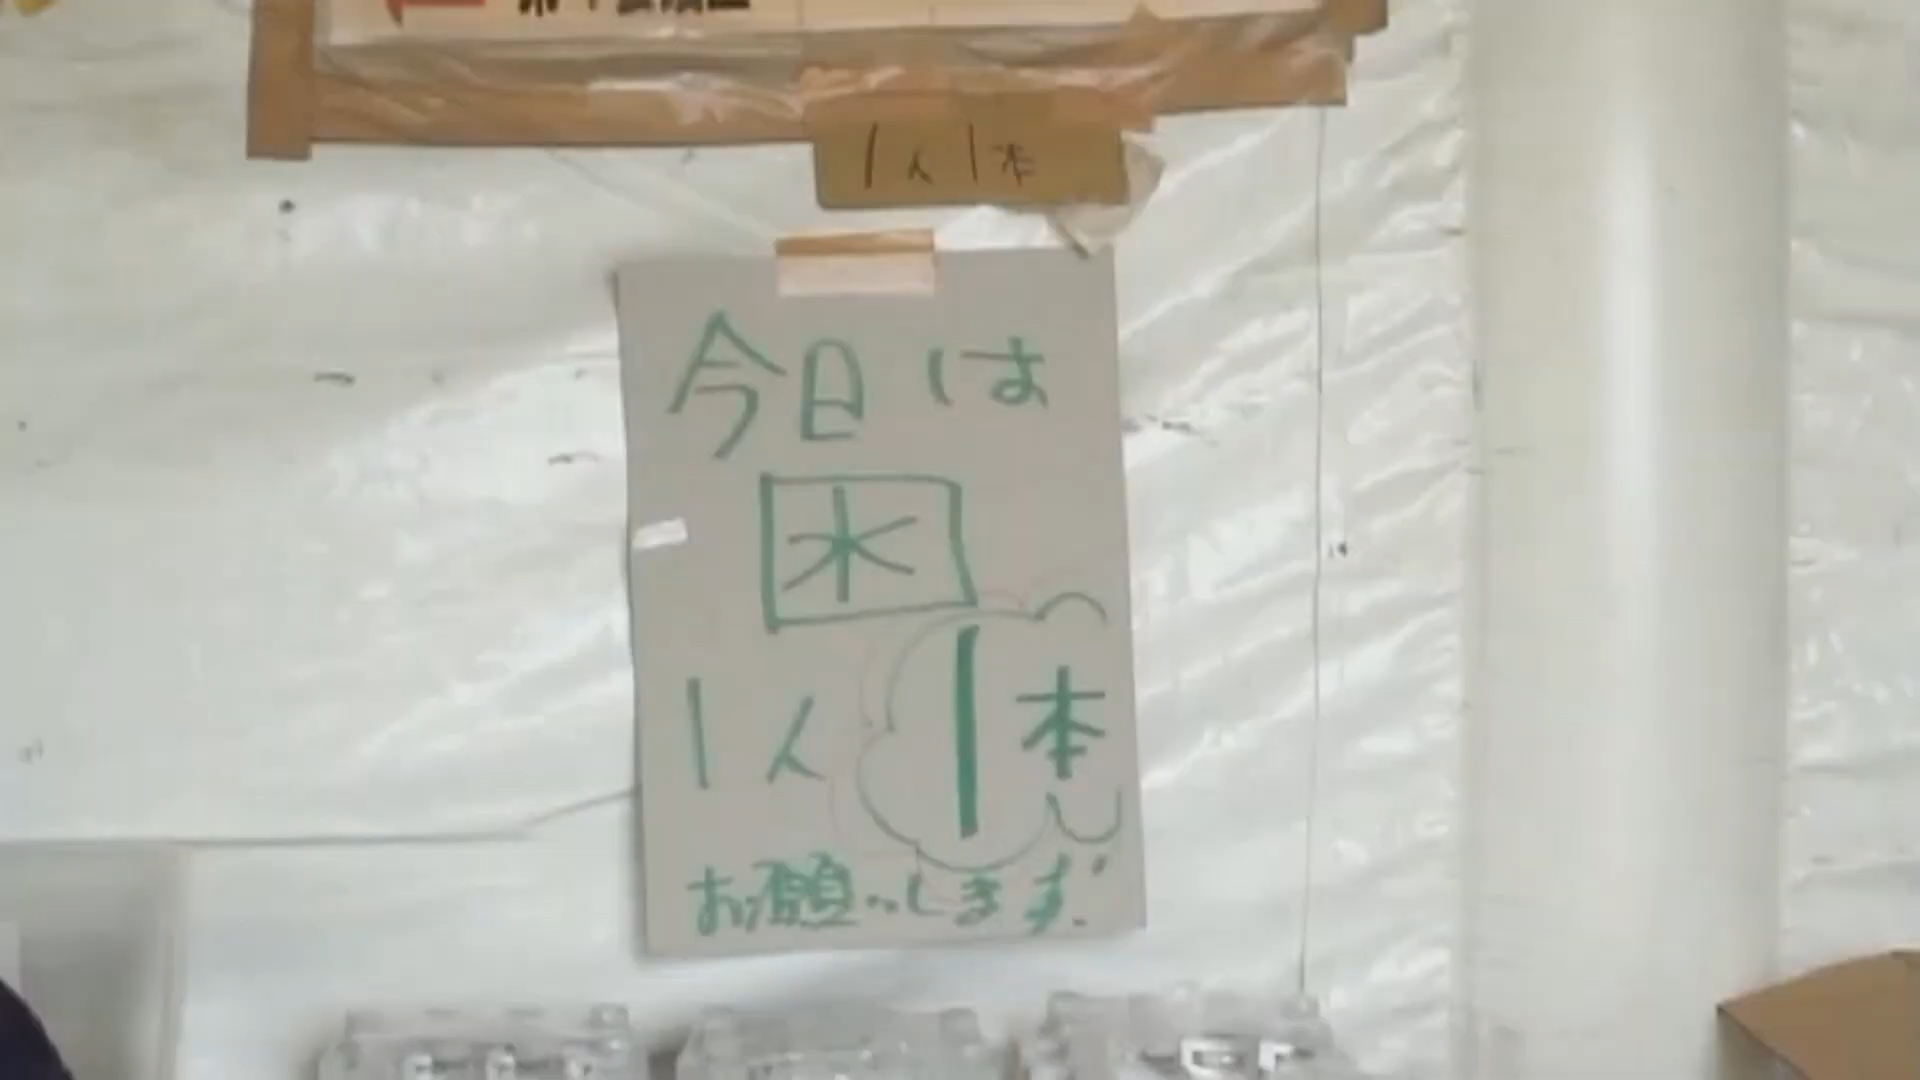 1人1本
今日は
水
1人1本
お願いします。